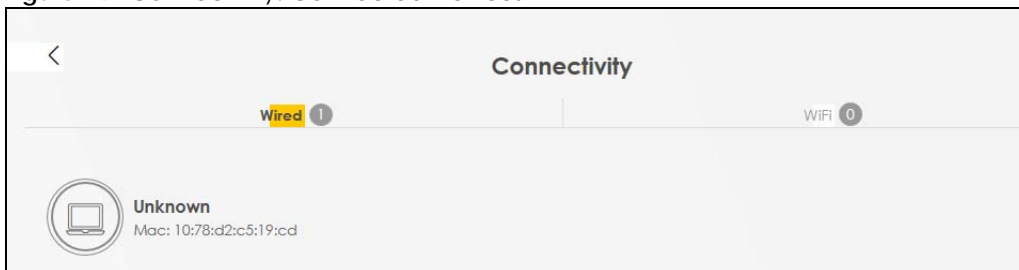 Connectivity
Wired 1
WiFi 0
Unknown
Mac: 10:78:d2:c5:19:cd